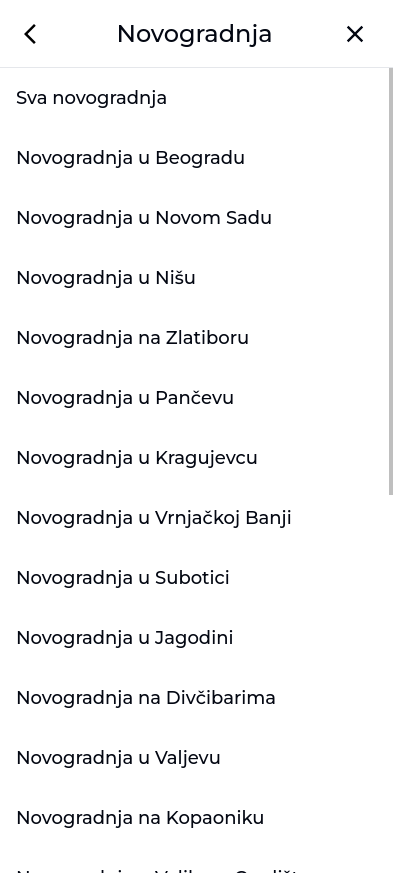 Novogradnja
Sva novogradnja
Novogradnja u Beogradu
Novogradnja u Novom Sadu
Novogradnja u Nišu
Novogradnja na Zlatiboru
Novogradnja u Pančevu
Novogradnja u Kragujevcu
Novogradnja u Vrnjačkoj Banji
Novogradnja u Subotici
Novogradnja u Jagodini
Novogradnja na Divčibarima
Novogradnja u Valjevu
Novogradnja na Kopaoniku